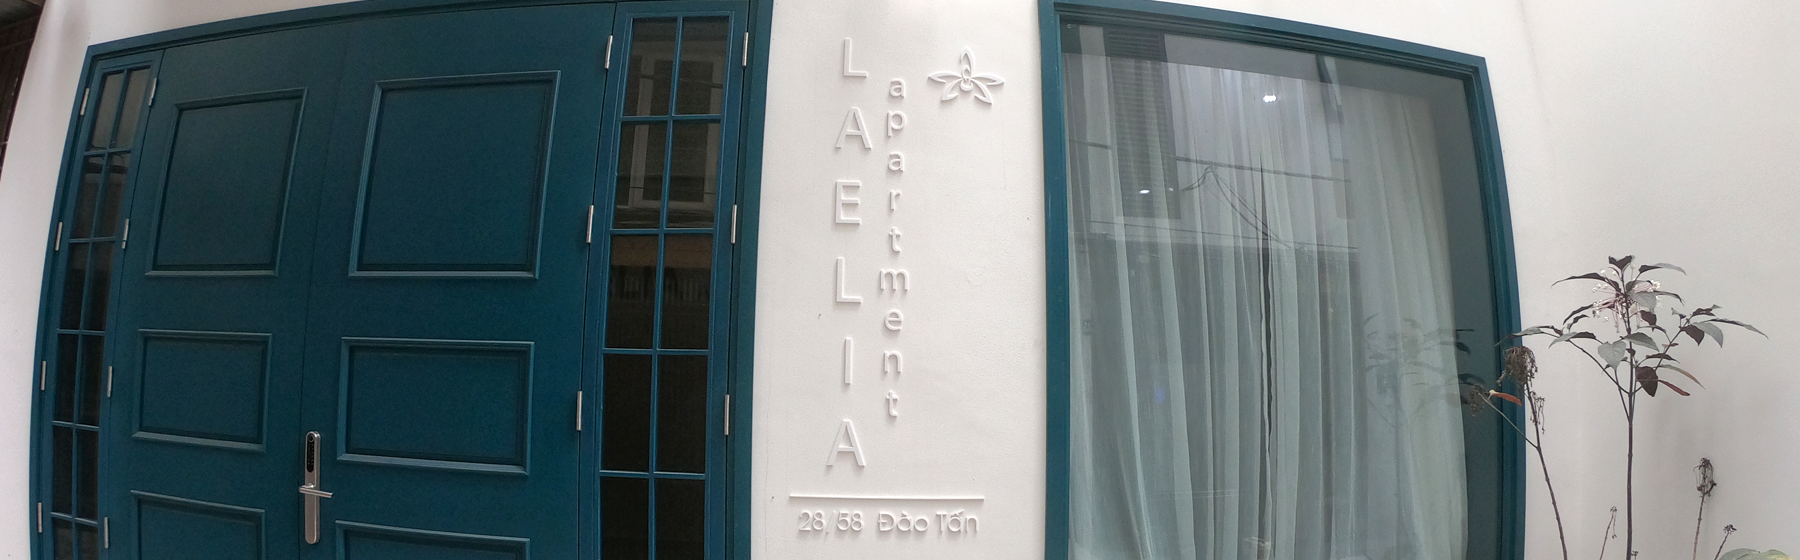 LAELIA
apartment
28/58 Đào Tấn